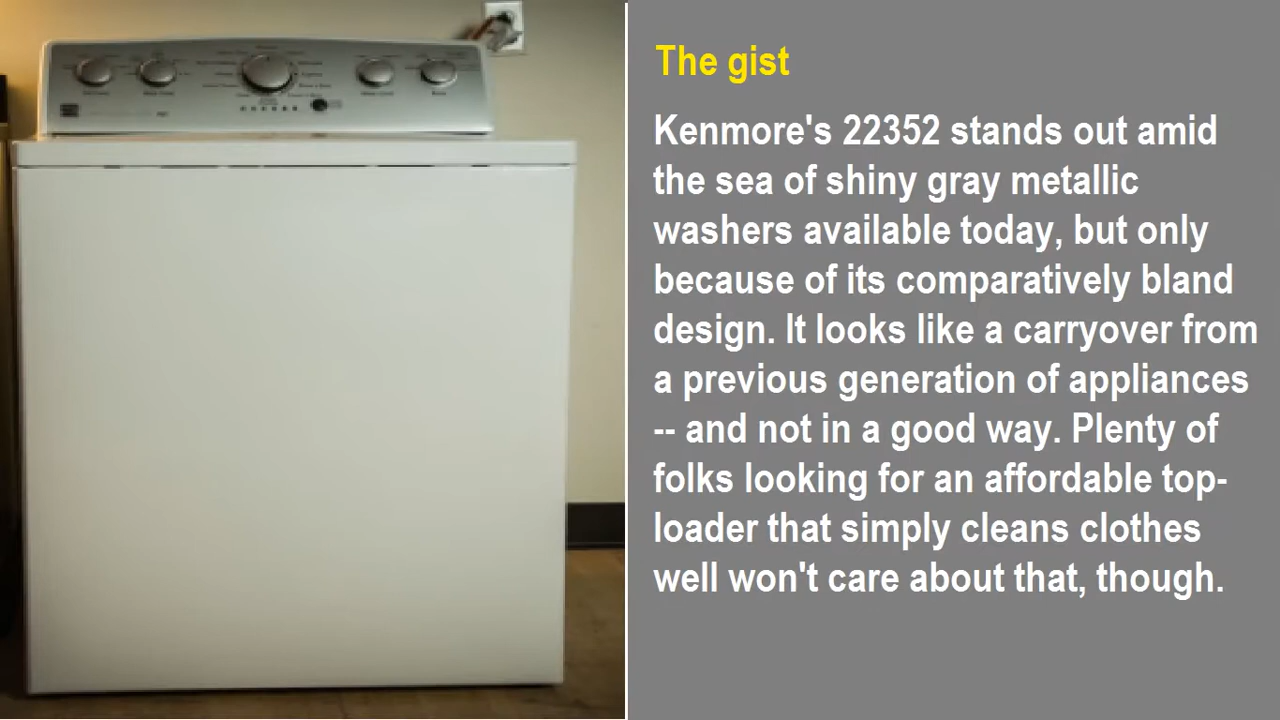 The gist
Kenmore's 22352 stands out amid
the sea of shiny gray metallic
washers available today, but only
because of its comparatively bland
design. It looks like a carryover from
a previous generation of appliances
-- and not in a good way. Plenty of
folks looking for an affordable top-
loader that simply cleans clothes
well won't care about that, though.